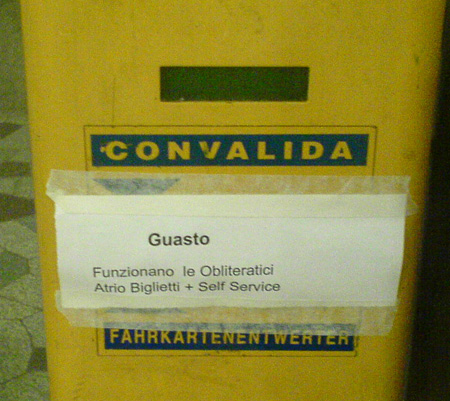 CONVALIDA
Guasto
Funzionano le Obliteratici
Atrio Biglietti + Self Service
FAHRKARTENENTWERTER